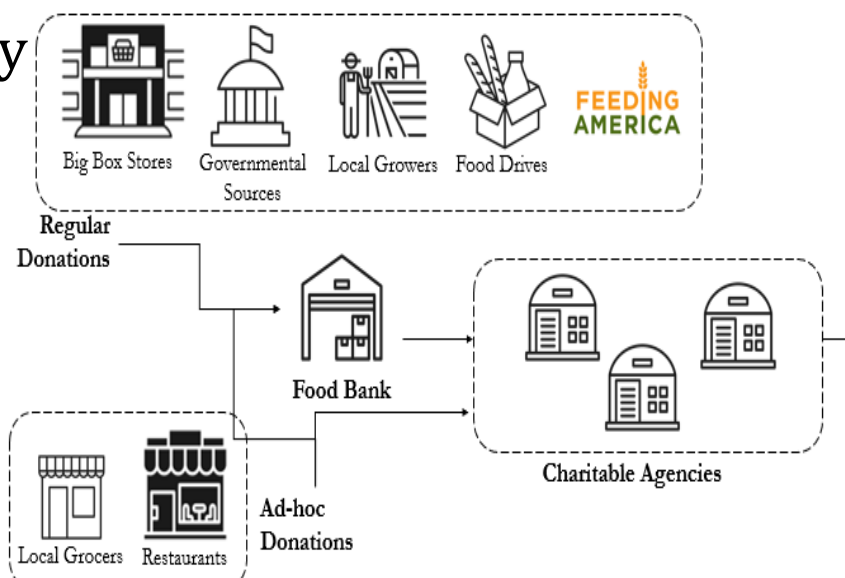 y
Big Box Stores
Governmental
Sources
Local Growers
Food Drives
FEEDING
AMERICA
Regular
Donations
Food Bank
Charitable Agencies
Ad-hoc
Donations
Local Grocers
Restaurants